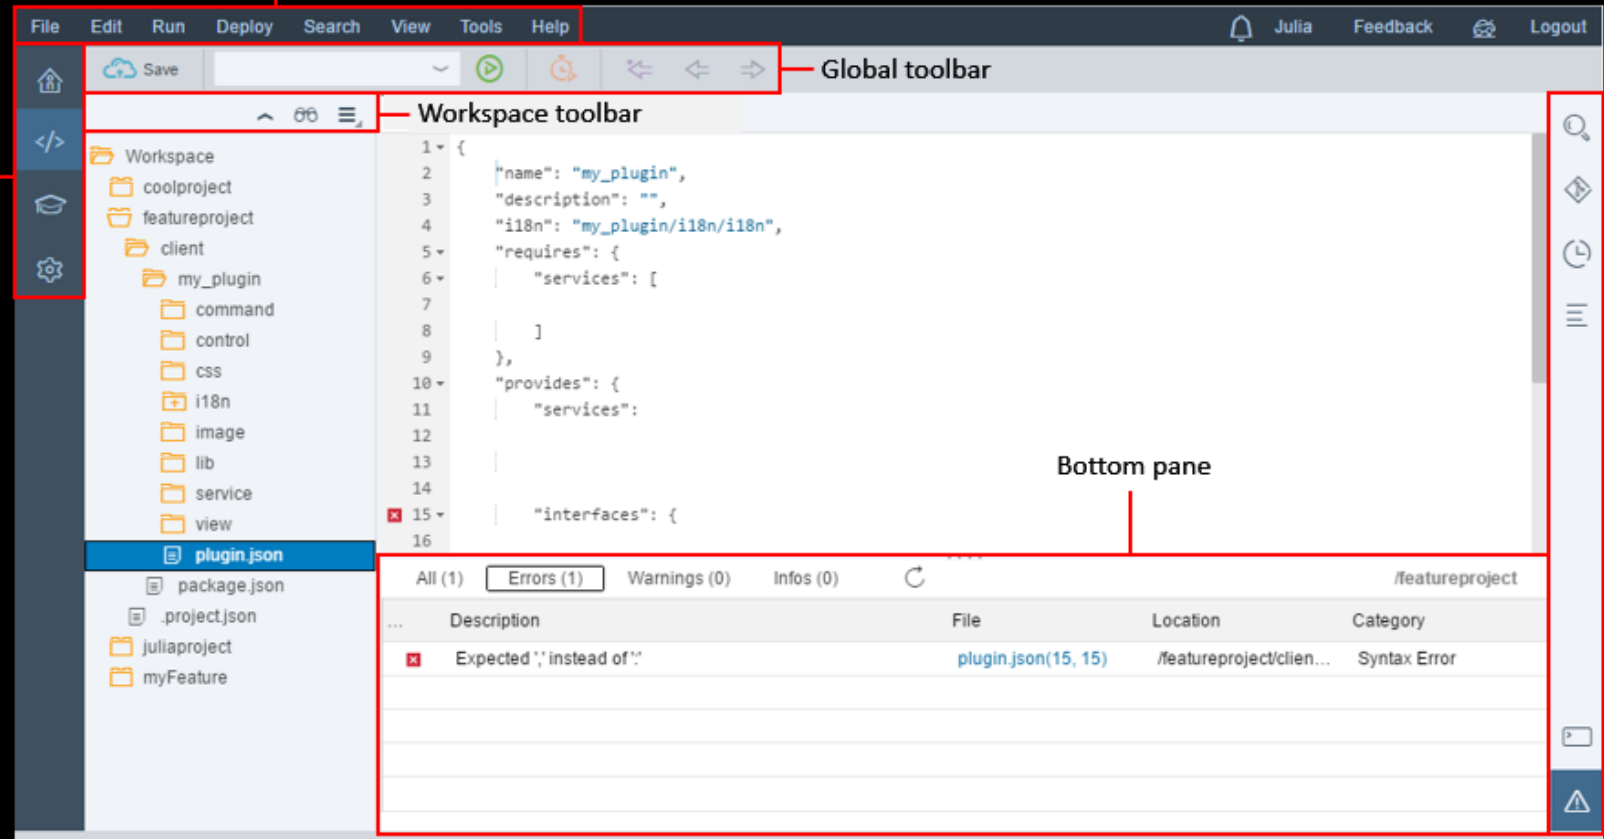 File Edit Run Deploy Search View Tools Help Julia Feedback Logout
Save
Global toolbar
Workspace toolbar
Workspace
coolproject
featureproject
client
my_plugin
command
control
css
i18n
image
lib
service
view
plugin.json
package.json
.project.json
juliaproject
myFeature
1 {
2 "name": "my_plugin",
3 "description": "",
4 "i18n": "my_plugin/i18n/i18n",
5 "requires": {
6 "services": [
7
8 ]
9 },
10 "provides": {
11 "services":
12
13
14
15 "interfaces": {
16
Bottom pane
All (1) Errors (1) Warnings (0) Infos (0) /featureproject
... Description File Location Category
Expected ',' instead of ':' plugin.json(15, 15) /featureproject/clien... Syntax Error